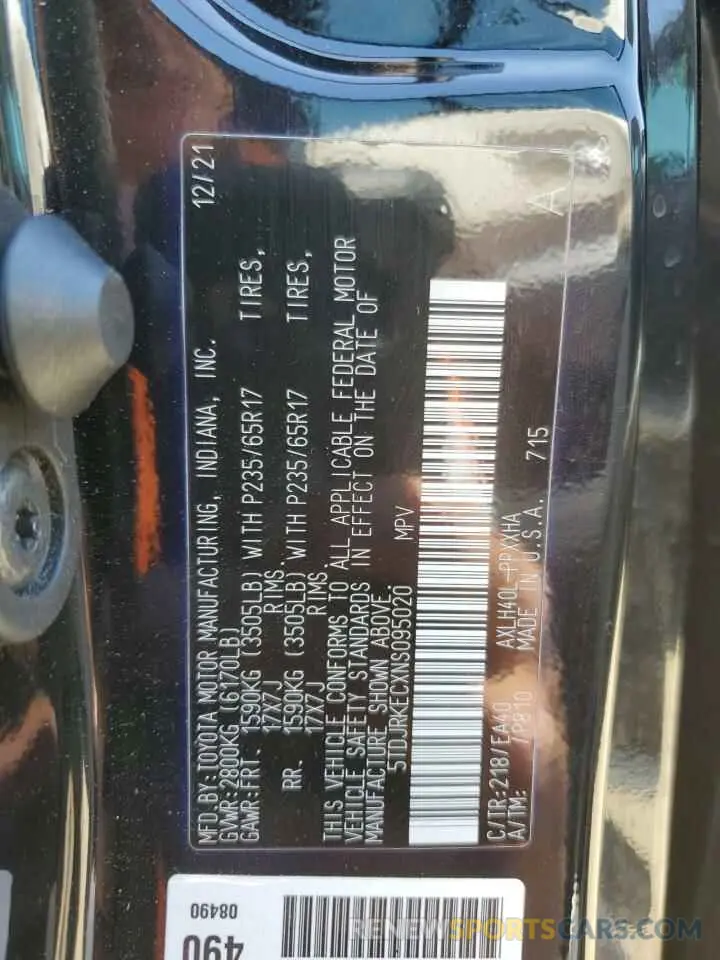 MFD.BY:TOYOTA MOTOR MANUFACTURING, INDIANA, INC. 12/21
GVWR:2800KG (6170LB)
GAWR:FRT. 1590KG (3505LB) WITH P235/65R17 TIRES,
17X7J RIMS.
RR. 1590KG (3505LB) WITH P235/65R17 TIRES,
17X7J RIMS
THIS VEHICLE CONFORMS TO ALL APPLICABLE FEDERAL MOTOR
VEHICLE SAFETY STANDARDS IN EFFECT ON THE DATE OF
MANUFACTURE SHOWN ABOVE.
5TDJRKECXNS095020 MPV
C/TR:218/EA40 AXLH40L-PPXXHA
A/TM: /P810 MADE IN U.S.A. 715
A
490
08490
RENEWSPORTCARS.COM